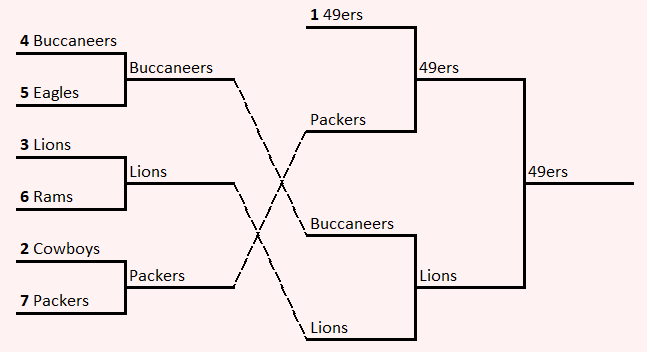 1 49ers
4 Buccaneers
Buccaneers
49ers
5 Eagles
Packers
3 Lions
Lions
49ers
6 Rams
Buccaneers
2 Cowboys
Packers
Lions
7 Packers
Lions